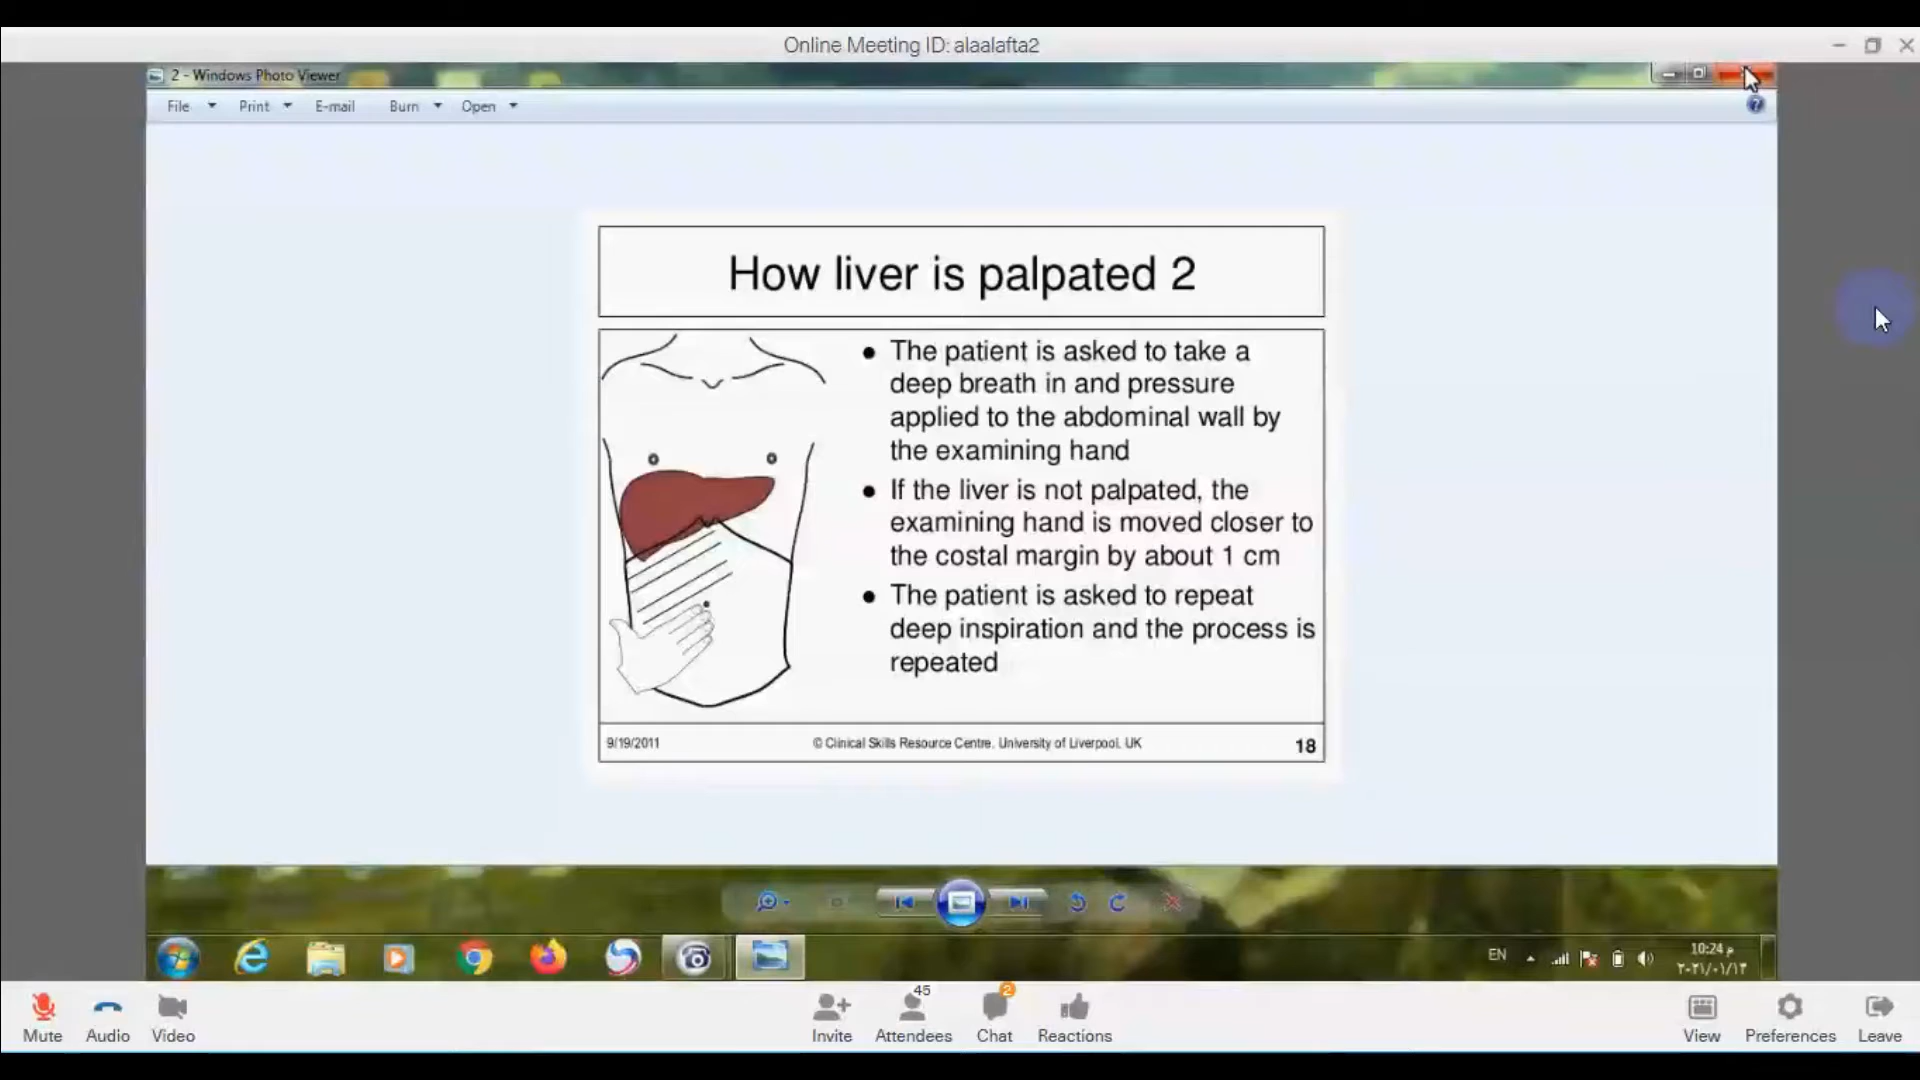 Online Meeting ID: alaalafta2
2 - Windows Photo Viewer
File Print E-mail Burn Open
How liver is palpated 2
● The patient is asked to take a
deep breath in and pressure
applied to the abdominal wall by
the examining hand
● If the liver is not palpated, the
examining hand is moved closer to
the costal margin by about 1 cm
● The patient is asked to repeat
deep inspiration and the process is
repeated
9/19/2011 © Clinical Skills Resource Centre, University of Liverpool, UK 18
EN
10:24 م
٢٠٢١/٠١/١٣
45
2
Mute Audio Video Invite Attendees Chat Reactions View Preferences Leave